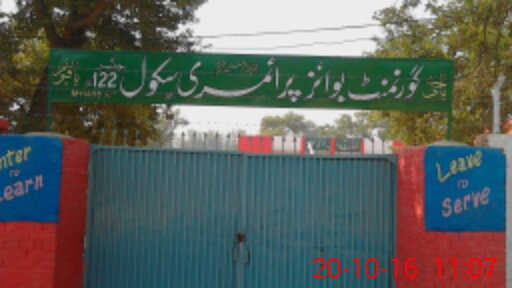 گورنمنٹ بوائز پرائمری سکول 122
Enter
TO
Learn
Leave
TO
Serve
20-10-16 11:07